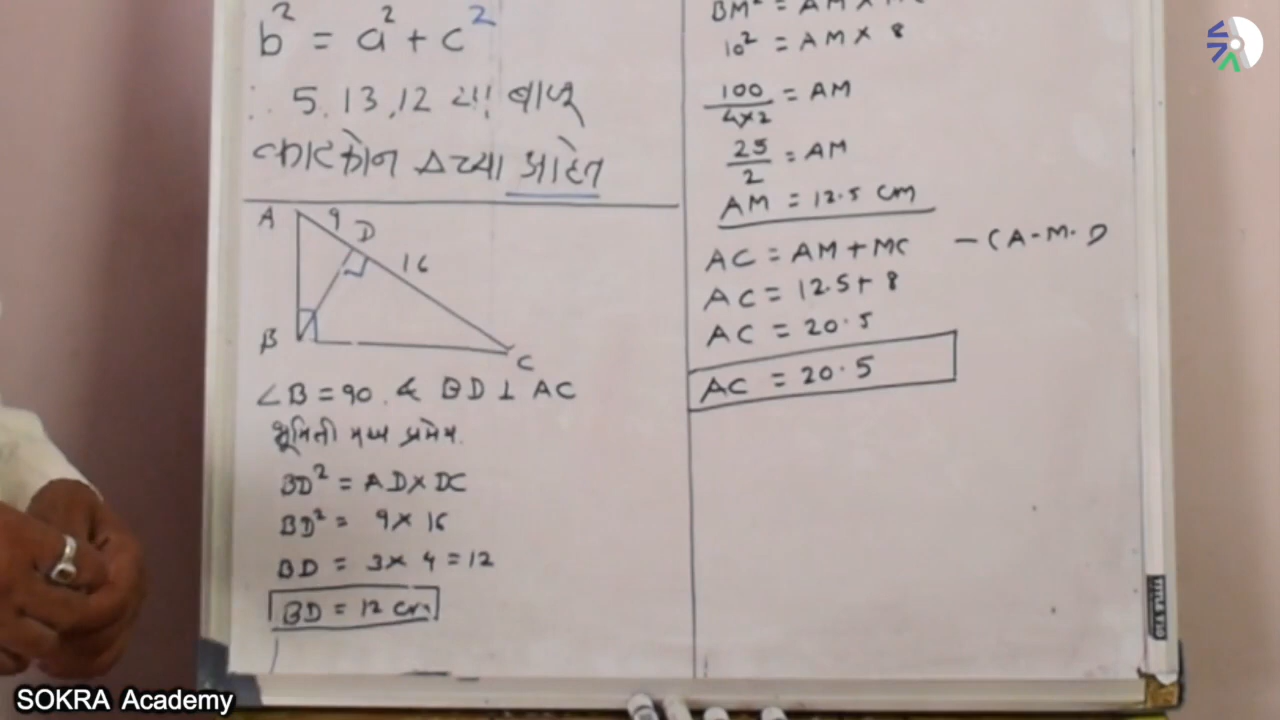 b² = a² + c²
∴ 5, 13, 12 या बाजू
काटकोन Δच्या आहेत
A 9 D
16
B
C
∠B = 90. & BD ⊥ AC
भूमिती मध्य प्रमेय.
BD² = AD × DC
BD² = 9 × 16
BD = 3 × 4 = 12
BD = 12 cm
BM² = AM × MC
10² = AM × 8
100/4×2 = AM
25/2 = AM
AM = 12.5 cm
AC = AM + MC – (A-M-
AC = 12.5 + 8
AC = 20.5
AC = 20.5
SOKRA Academy